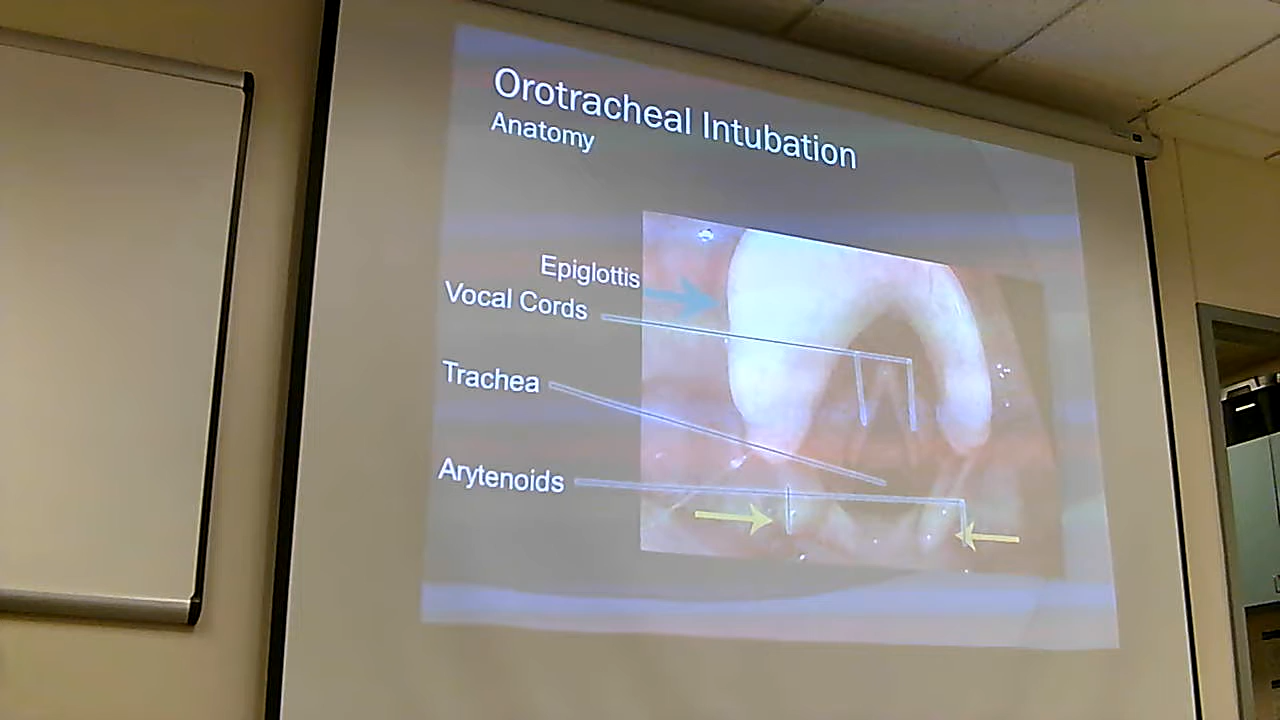 Orotracheal Intubation
Anatomy
Epiglottis
Vocal Cords
Trachea
Arytenoids